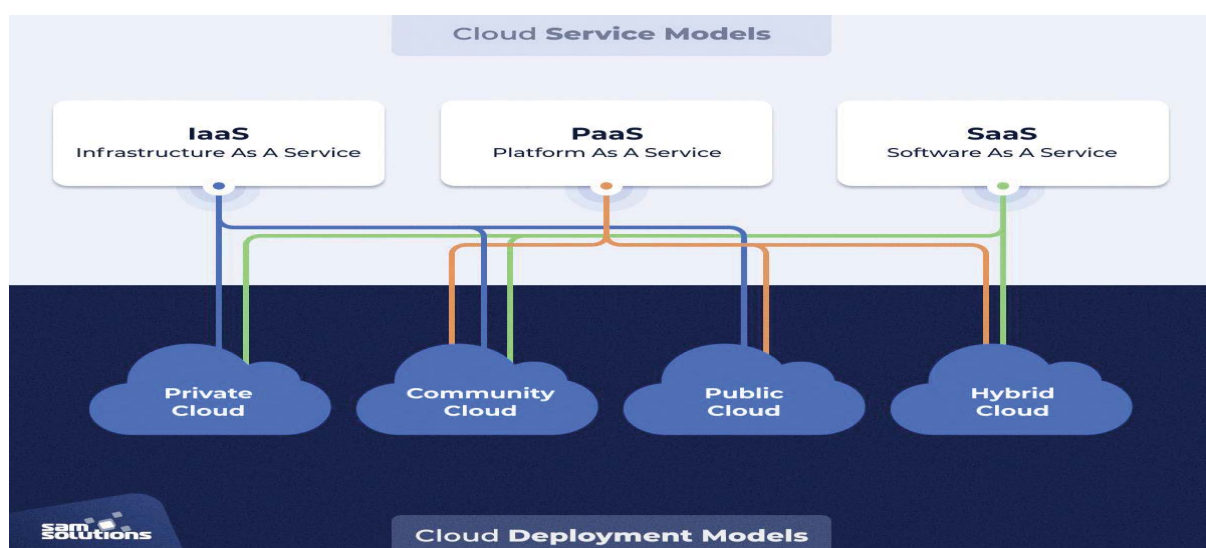 Cloud Service Models
IaaS
Infrastructure As A Service
PaaS
Platform As A Service
SaaS
Software As A Service
Private
Cloud
Community
Cloud
Public
Cloud
Hybrid
Cloud
sam
solutions
Cloud Deployment Models